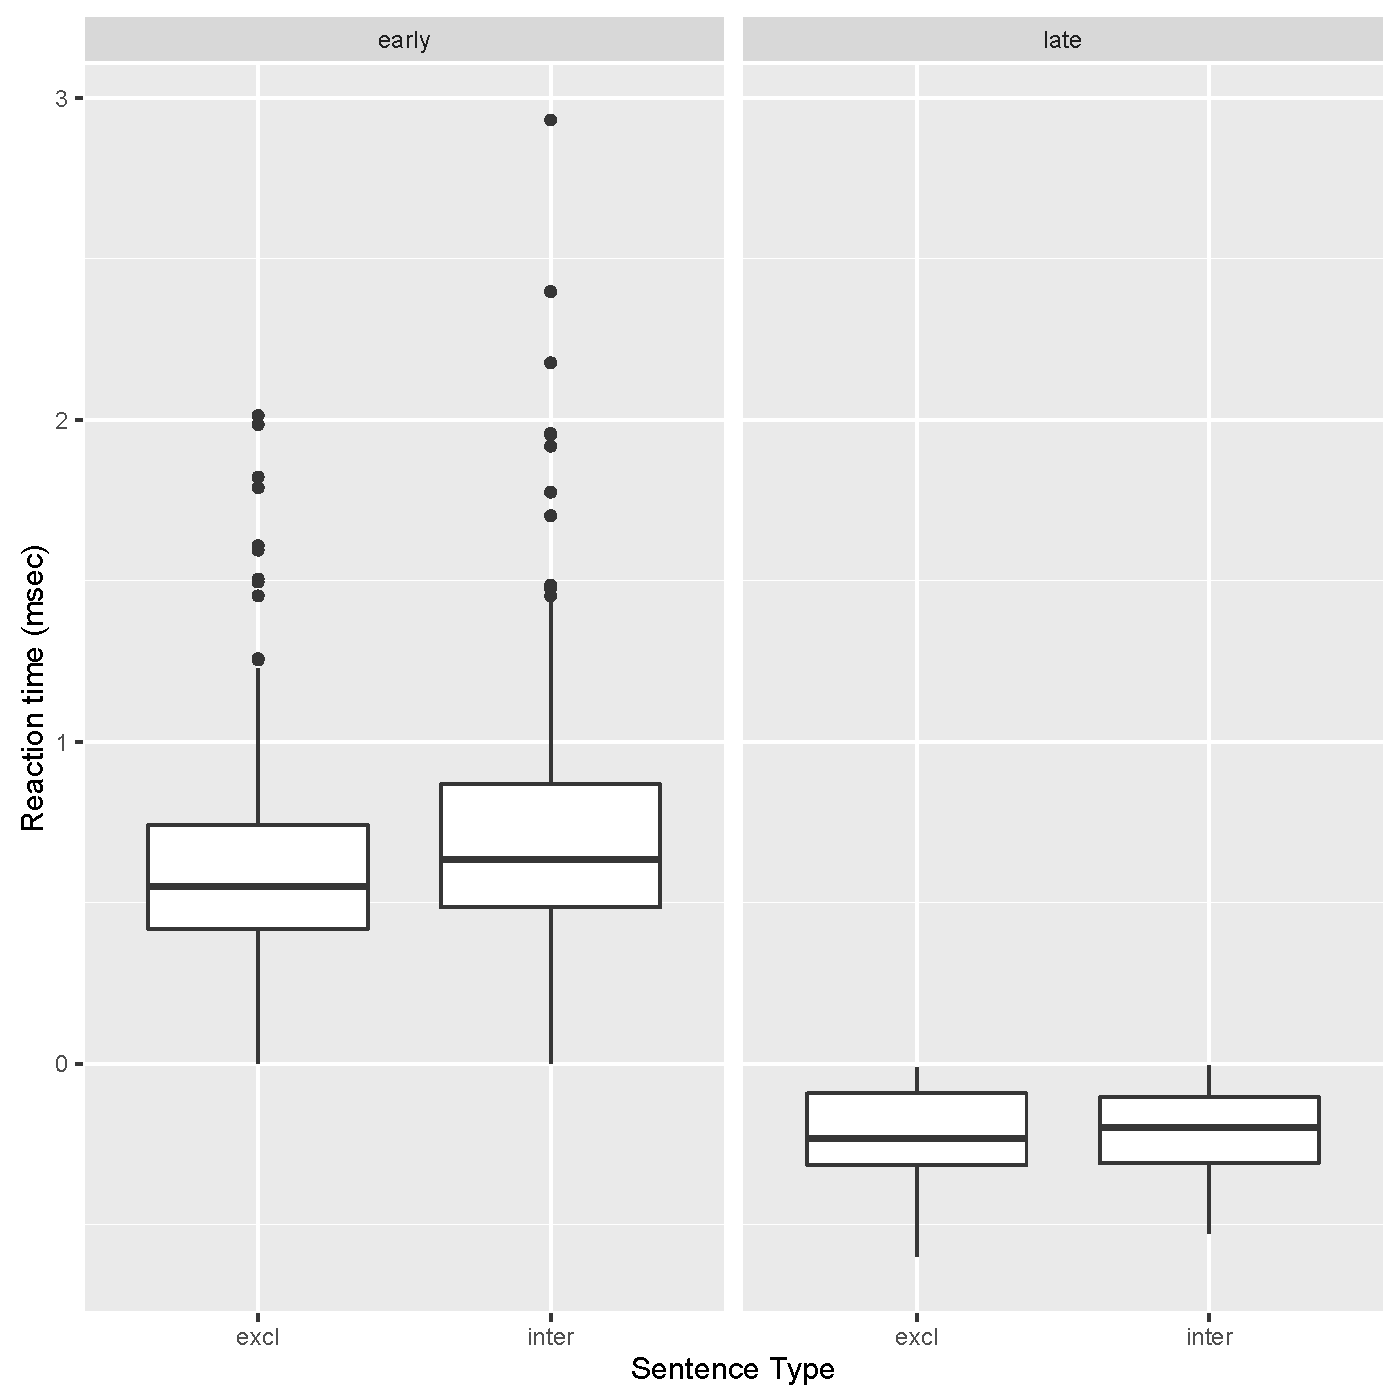 early
late
3
2
1
0
Reaction time (msec)
excl
inter
excl
inter
Sentence Type